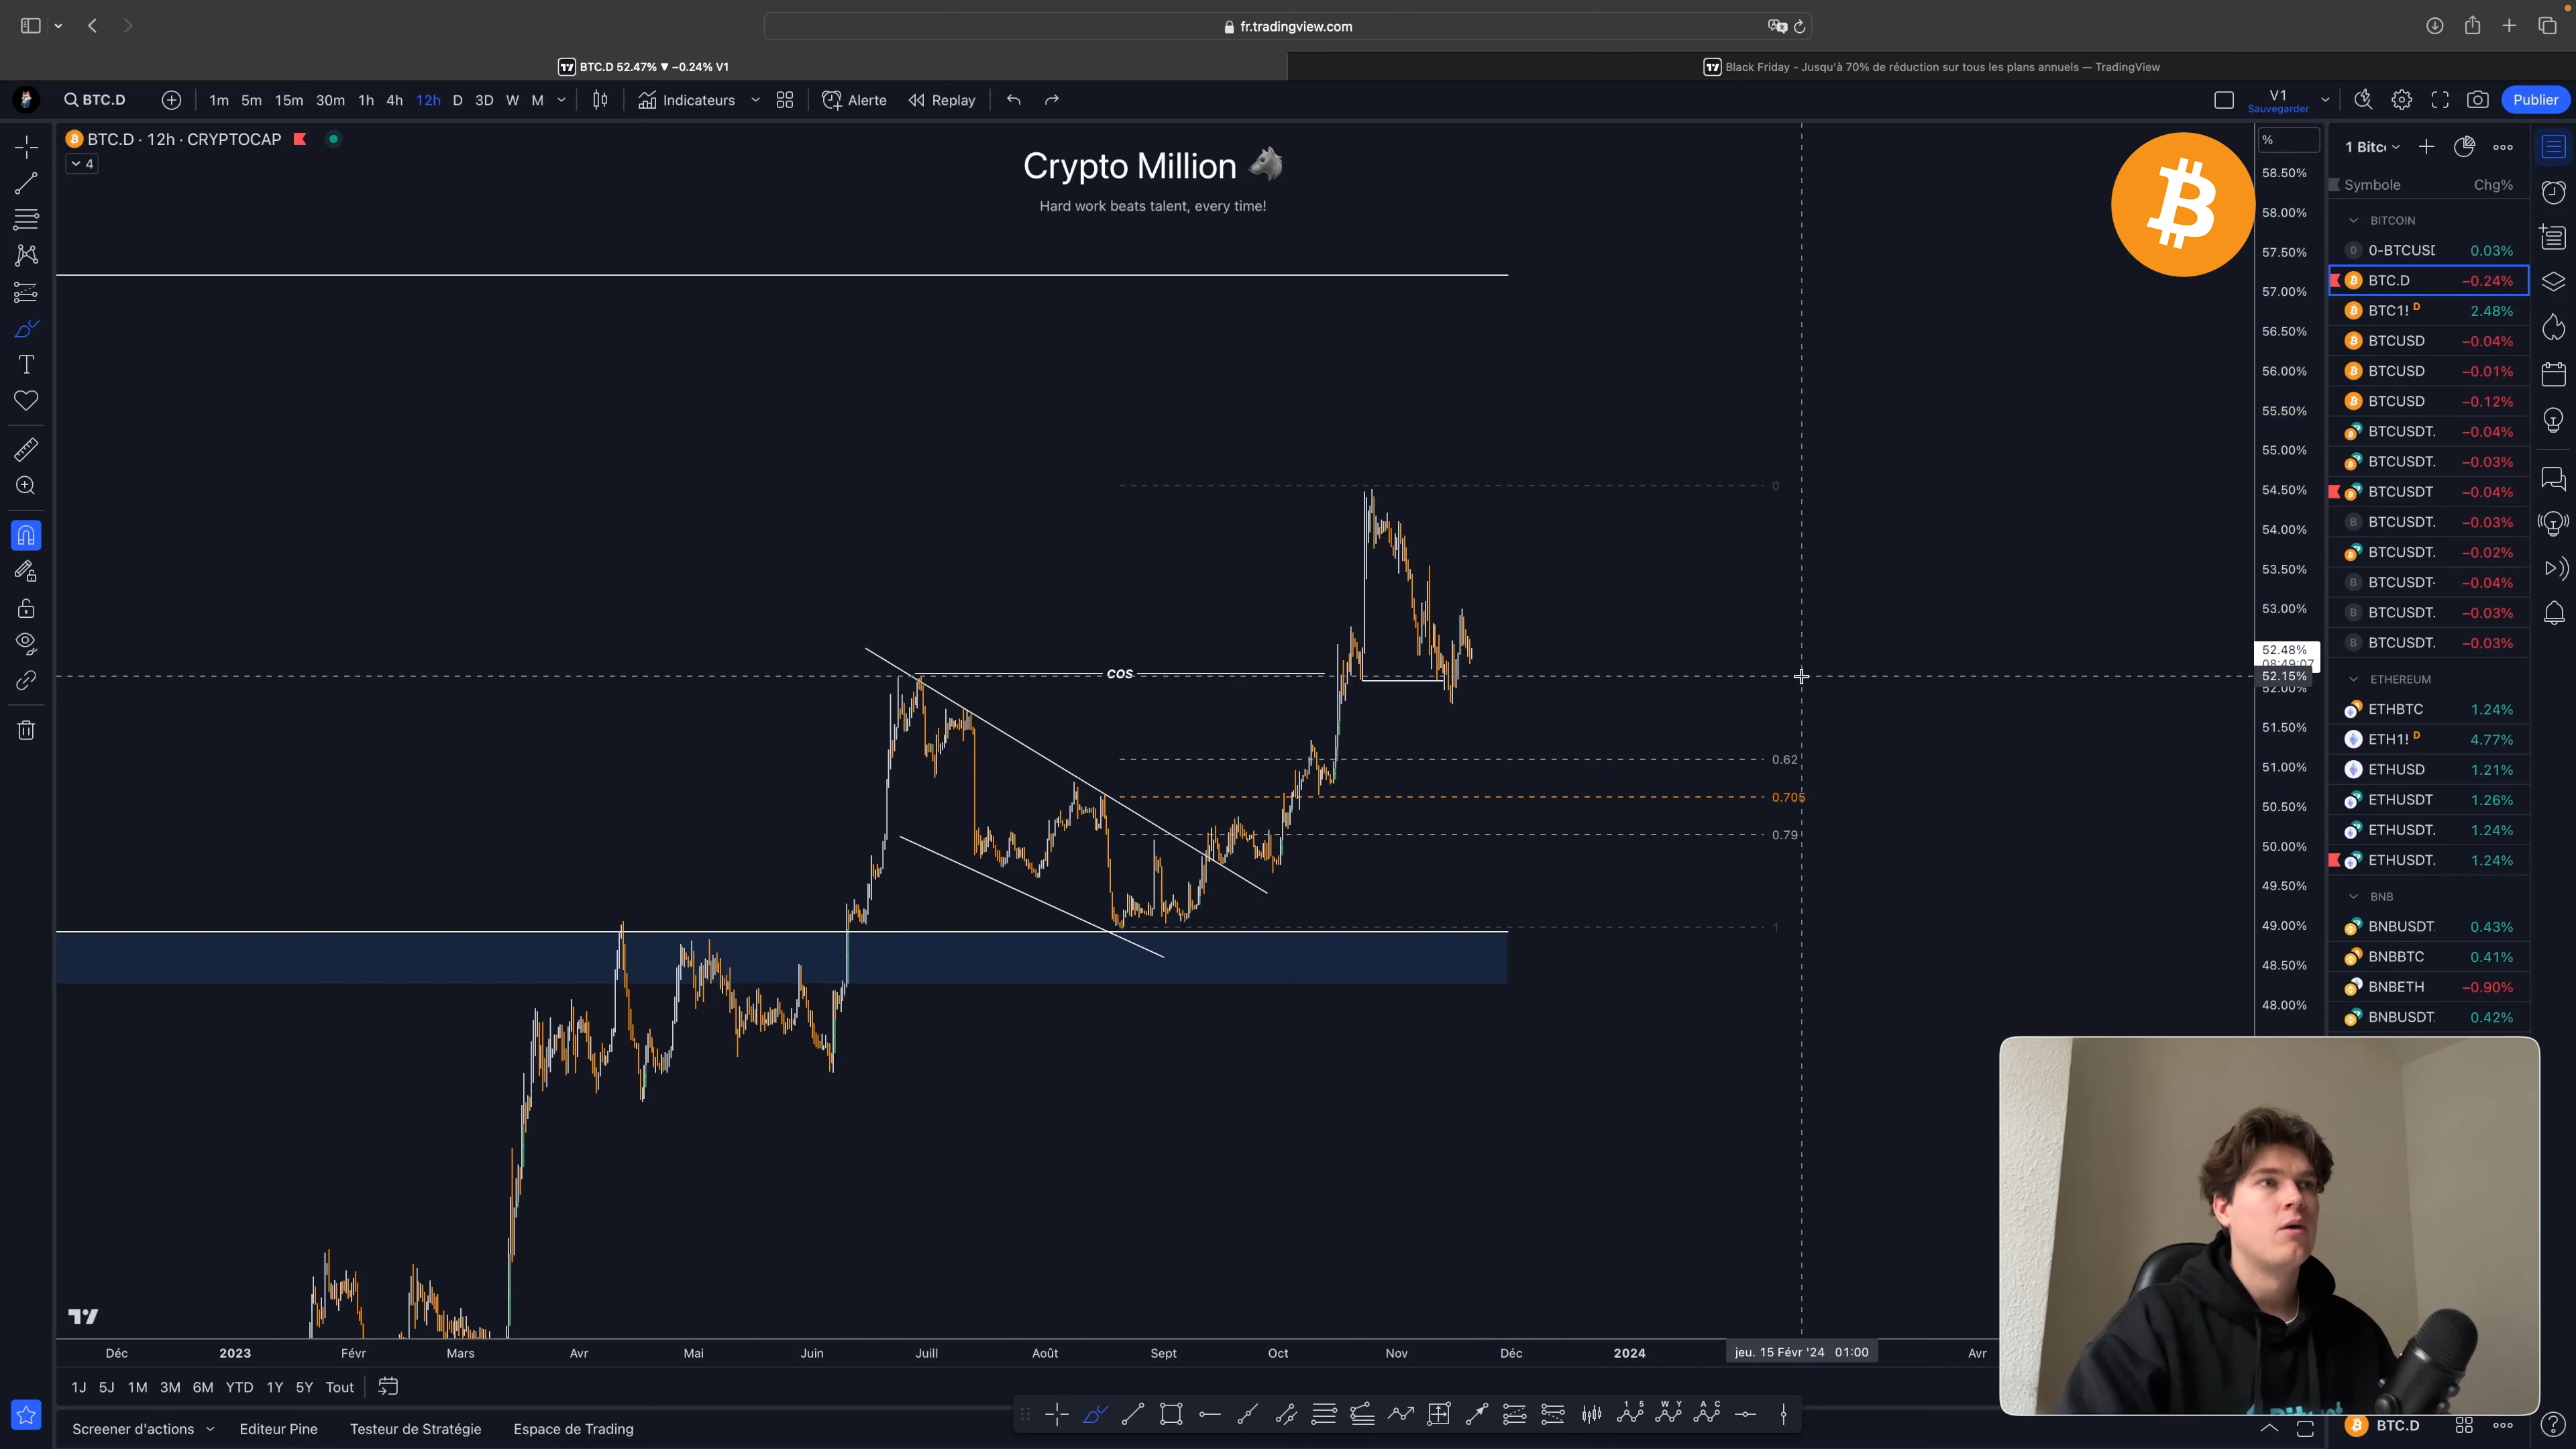 fr.tradingview.com
BTC.D 52.47% ▼ −0.24% V1
Black Friday - Jusqu'à 70% de réduction sur tous les plans annuels — TradingView
BTC.D
1m 5m 15m 30m 1h 4h 12h D 3D W M
Indicateurs
Alerte
Replay
V1
Sauvegarder
Publier
BTC.D · 12h · CRYPTOCAP
4
Crypto Million
Hard work beats talent, every time!
COS
0
0.62
0.705
0.79
1
%
58.50%
58.00%
57.50%
57.00%
56.50%
56.00%
55.50%
55.00%
54.50%
54.00%
53.50%
53.00%
52.48%
08:49:07
52.15%
52.00%
51.50%
51.00%
50.50%
50.00%
49.50%
49.00%
48.50%
48.00%
Symbole Chg%
BITCOIN
0.03%
BTC.D −0.24%
BTC1! D 2.48%
BTCUSD −0.04%
BTCUSD −0.01%
BTCUSD −0.12%
BTCUSDT. −0.04%
BTCUSDT. −0.03%
BTCUSDT −0.04%
BTCUSDT. −0.03%
BTCUSDT. −0.02%
BTCUSDT −0.04%
BTCUSDT. −0.03%
BTCUSDT. −0.03%
ETHEREUM
ETHBTC 1.24%
ETH1! D 4.77%
ETHUSD 1.21%
ETHUSDT 1.26%
ETHUSDT. 1.24%
ETHUSDT. 1.24%
BNB
BNBUSDT 0.43%
BNBBTC 0.41%
BNBETH −0.90%
BNBUSDT 0.42%
Déc 2023 Févr Mars Avr Mai Juin Juill Août Sept Oct Nov Déc 2024 jeu. 15 Févr '24 01:00 Avr
1J 5J 1M 3M 6M YTD 1Y 5Y Tout
Screener d'actions
Editeur Pine
Testeur de Stratégie
Espace de Trading
BTC.D